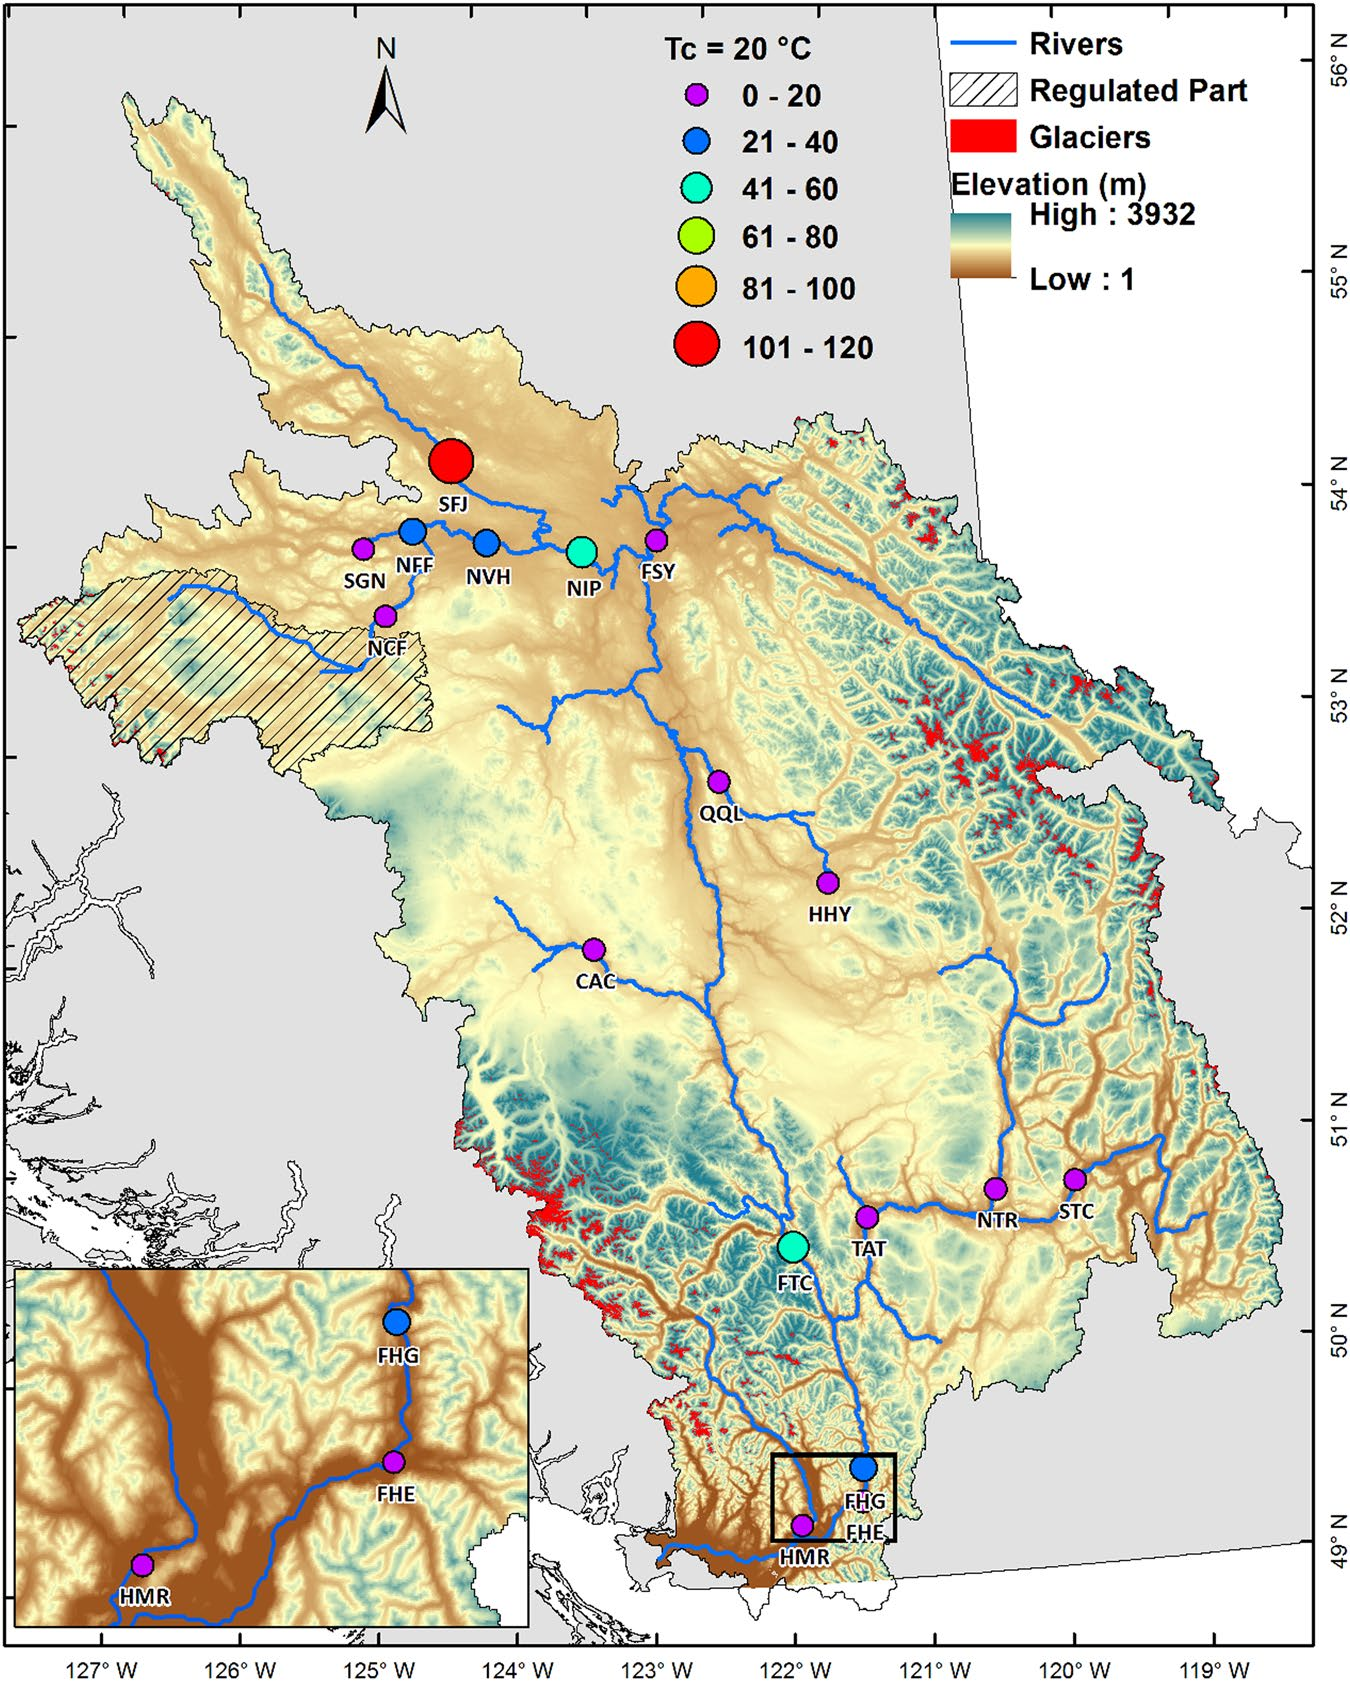 N
Tc = 20 °C
0 - 20
21 - 40
41 - 60
61 - 80
81 - 100
101 - 120
Rivers
Regulated Part
Glaciers
Elevation (m)
High : 3932
Low : 1
56° N
55° N
54° N
53° N
52° N
51° N
50° N
49° N
SFJ
SGN
NFF
NVH
NIP
FSY
NCF
QQL
HHY
CAC
NTR
STC
TAT
FTC
FHG
FHE
HMR
FHG
FHE
HMR
127° W
126° W
125° W
124° W
123° W
122° W
121° W
120° W
119° W